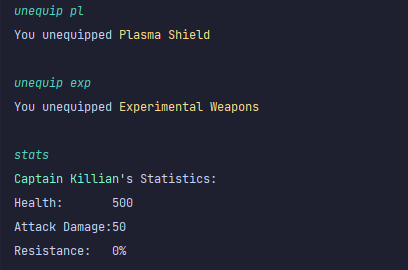 unequip pl
You unequipped Plasma Shield
unequip exp
You unequipped Experimental Weapons
stats
Captain Killian's Statistics:
Health:       500
Attack Damage:50
Resistance:   0%